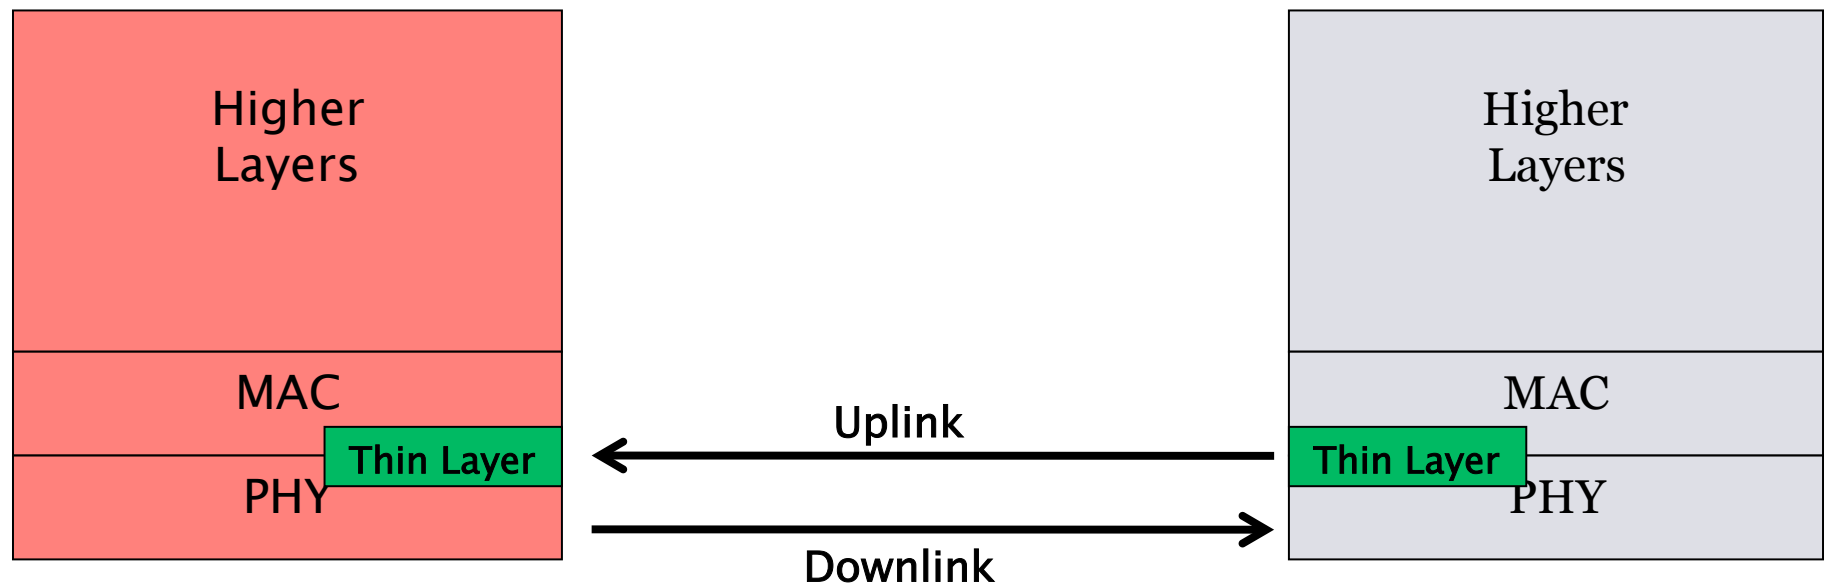 Higher
Layers
MAC
Thin Layer
PHY
Uplink
Downlink
Higher
Layers
MAC
Thin Layer
PHY